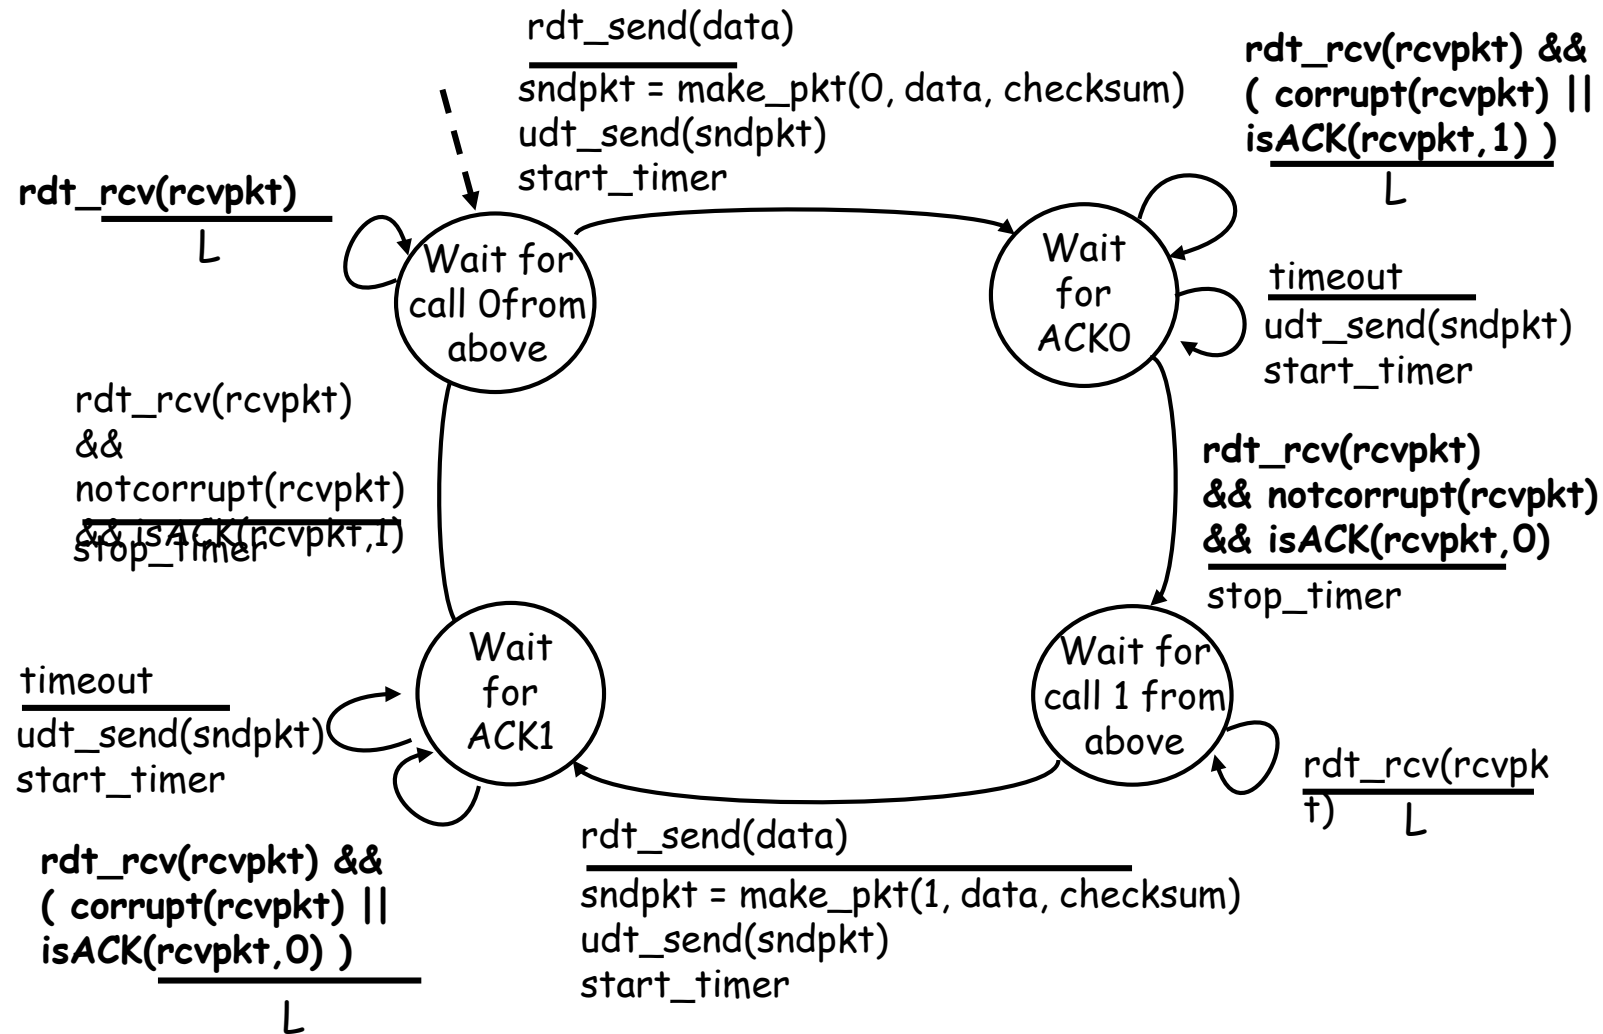 rdt_send(data)
sndpkt = make_pkt(0, data, checksum)
udt_send(sndpkt)
start_timer
rdt_rcv(rcvpkt) &&
( corrupt(rcvpkt) ||
isACK(rcvpkt,1) )
L
rdt_rcv(rcvpkt)
L
Wait for
call 0from
above
Wait
for
ACK0
timeout
udt_send(sndpkt)
start_timer
rdt_rcv(rcvpkt)
&&
notcorrupt(rcvpkt)
&& isACK(rcvpkt,1)
stop_timer
rdt_rcv(rcvpkt)
&& notcorrupt(rcvpkt)
&& isACK(rcvpkt,0)
stop_timer
Wait
for
ACK1
Wait for
call 1 from
above
timeout
udt_send(sndpkt)
start_timer
rdt_rcv(rcvpk
t)
L
rdt_rcv(rcvpkt) &&
( corrupt(rcvpkt) ||
isACK(rcvpkt,0) )
L
rdt_send(data)
sndpkt = make_pkt(1, data, checksum)
udt_send(sndpkt)
start_timer